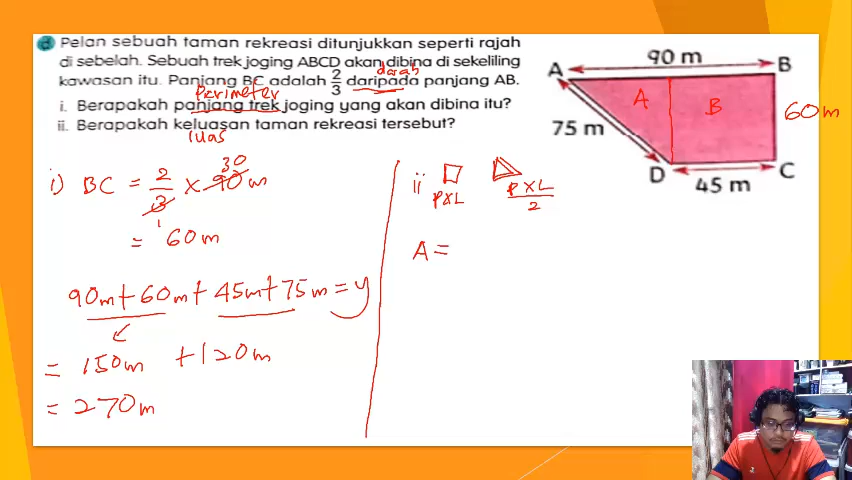 d Pelan sebuah taman rekreasi ditunjukkan seperti rajah
di sebelah. Sebuah trek joging ABCD akan dibina di sekeliling
darab
kawasan itu. Panjang BC adalah 2/3 daripada panjang AB.
Perimeter
i. Berapakah panjang trek joging yang akan dibina itu?
ii. Berapakah keluasan taman rekreasi tersebut?
luas
90 m
A
B
A
B
60m
75 m
D
C
45 m
i) BC = 2/3 × 90 m
30
1
= 60m
90m + 60m + 45m + 75m = y
= 150m + 120m
= 270m
ii
P×L
P×L
2
A =